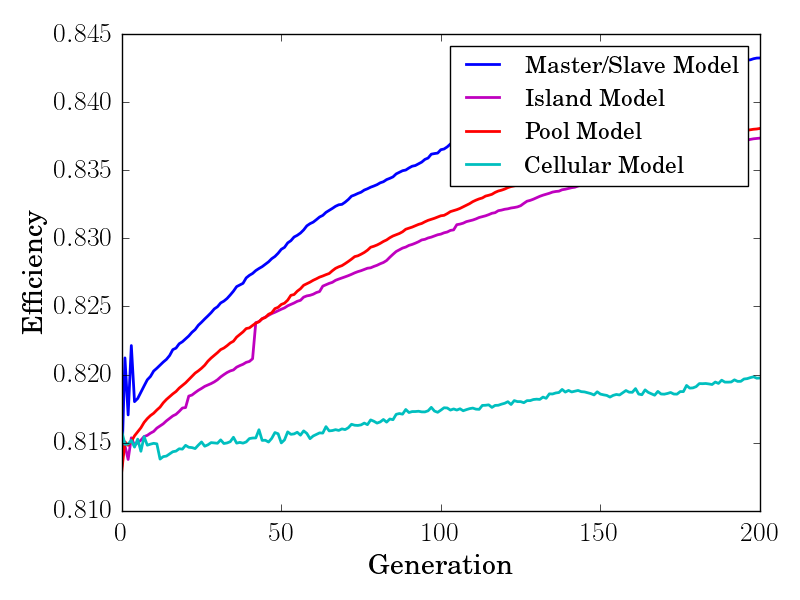 0.845
0.840
0.835
0.830
0.825
0.820
0.815
0.810
Efficiency
0
50
100
150
200
Generation
Master/Slave Model
Island Model
Pool Model
Cellular Model